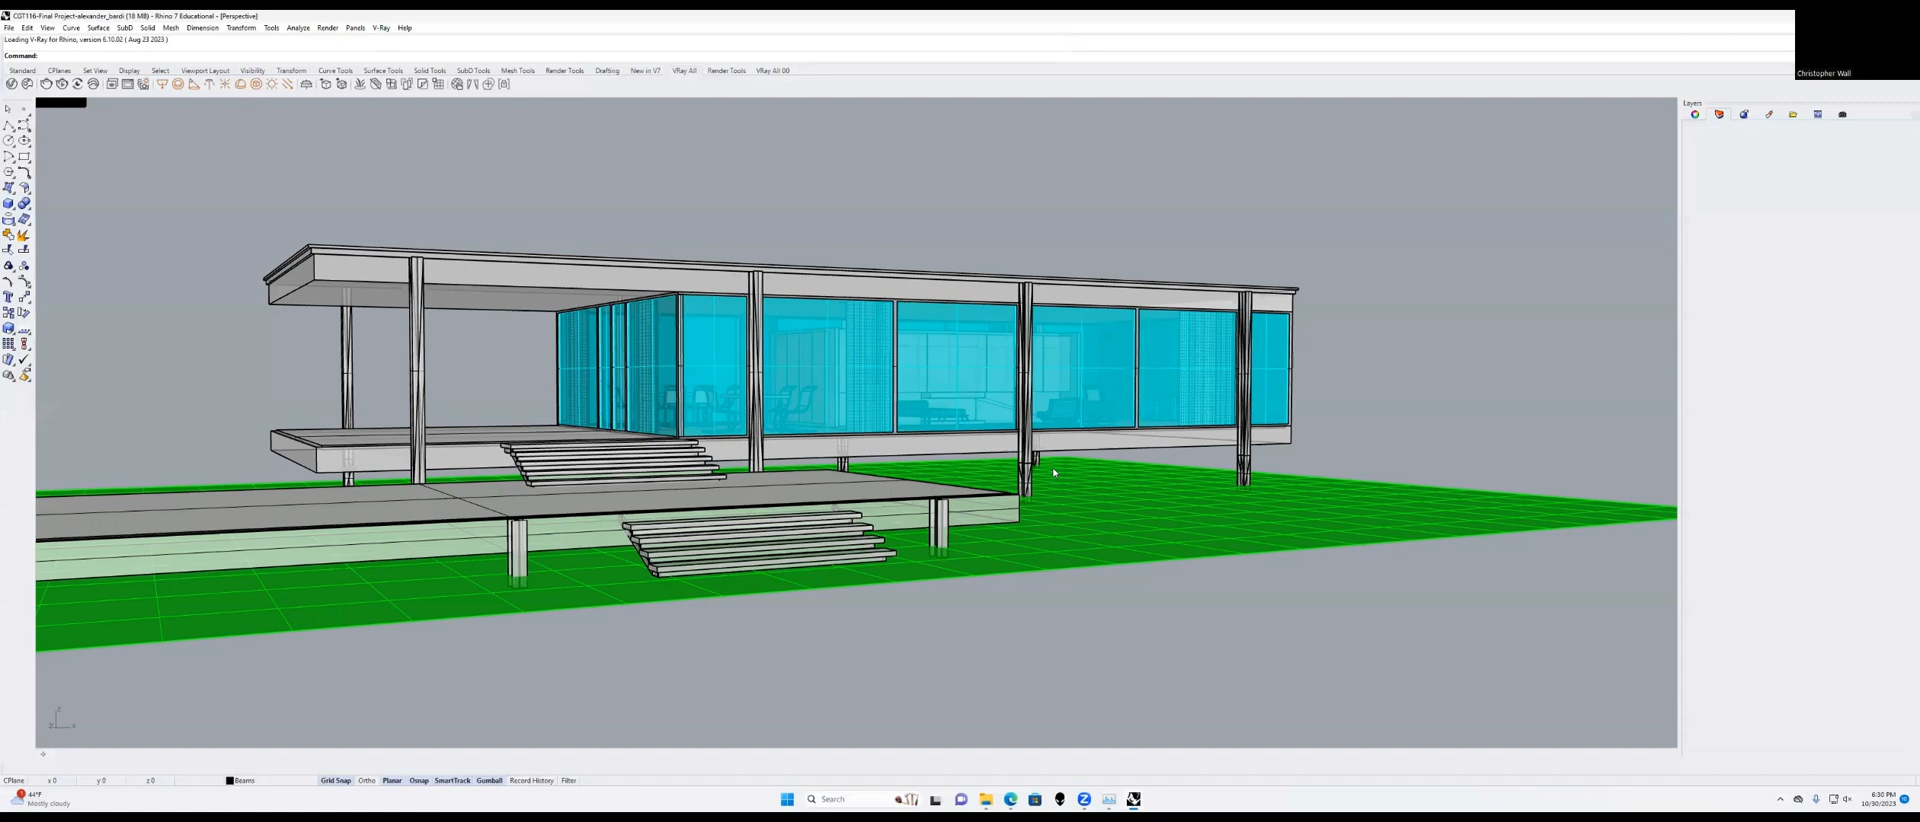 CGT116-Final Project-alexander_bardi (18 MB) - Rhino 7 Educational - [Perspective]
File Edit View Curve Surface SubD Solid Mesh Dimension Transform Tools Analyze Render Panels V-Ray Help
Loading V-Ray for Rhino, version 6.10.02 ( Aug 23 2023 )
Command:
Christopher Wall
Standard CPlanes Set View Display Select Viewport Layout Visibility Transform Curve Tools Surface Tools Solid Tools SubD Tools Mesh Tools Render Tools Drafting New in V7 VRay All Render Tools VRay All 00
Layers
z
y x
CPlane x 0 y 0 z 0 Beams Grid Snap Ortho Planar Osnap SmartTrack Gumball Record History Filter
44°F
Mostly cloudy
Search
6:30 PM
10/30/2023